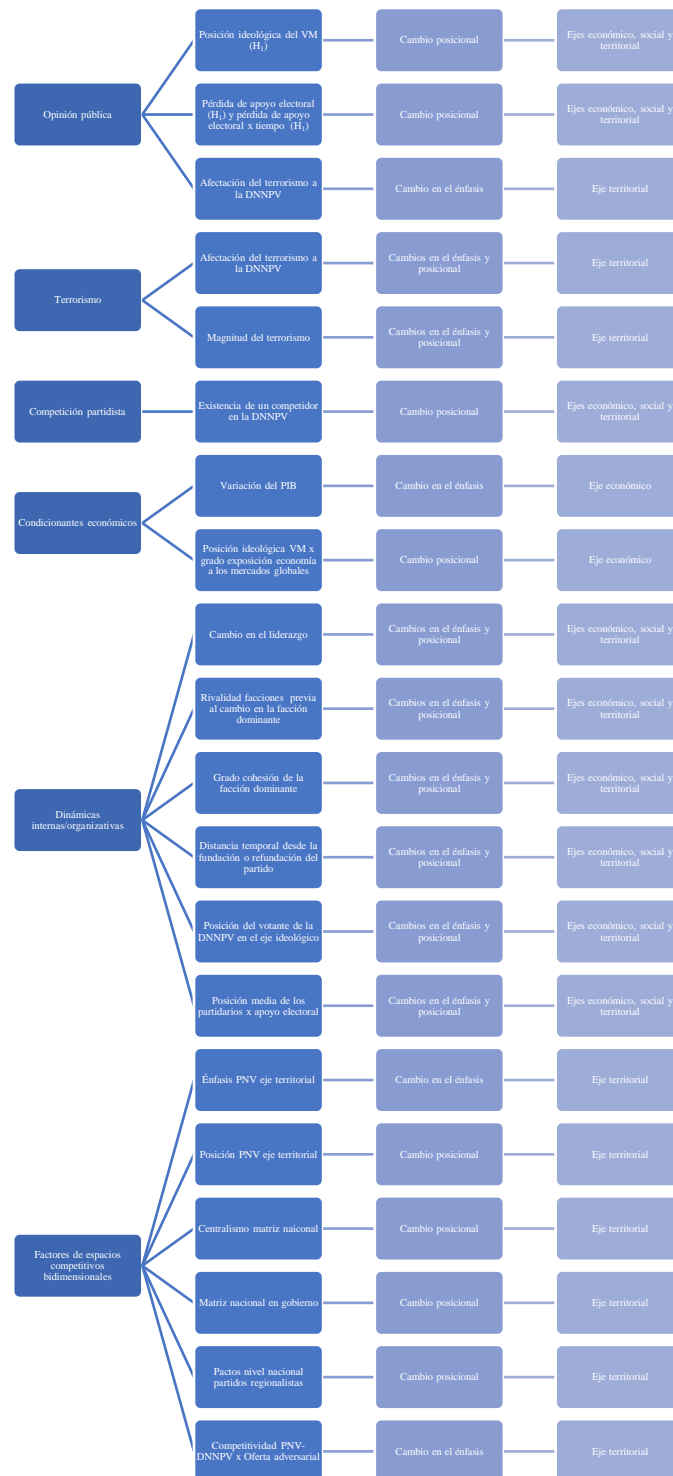 Opinión pública
Posición ideológica del VM
(H₁)
Cambio posicional
Ejes económico, social y
territorial
Pérdida de apoyo electoral
(H₁) y pérdida de apoyo
electoral x tiempo (H₁)
Cambio posicional
Ejes económico, social y
territorial
Afectación del terrorismo a
la DNNPV
Cambio en el énfasis
Eje territorial
Terrorismo
Afectación del terrorismo a
la DNNPV
Cambios en el énfasis y
posicional
Eje territorial
Magnitud del terrorismo
Cambios en el énfasis y
posicional
Eje territorial
Competición partidista
Existencia de un competidor
en la DNNPV
Cambio posicional
Ejes económico, social y
territorial
Condicionantes económicos
Variación del PIB
Cambio en el énfasis
Eje económico
Posición ideológica VM x
grado exposición economía
a los mercados globales
Cambio posicional
Eje económico
Dinámicas
internas/organizativas
Cambio en el liderazgo
Cambios en el énfasis y
posicional
Ejes económico, social y
territorial
Rivalidad facciones previa
al cambio en la facción
dominante
Cambios en el énfasis y
posicional
Ejes económico, social y
territorial
Grado cohesión de la
facción dominante
Cambios en el énfasis y
posicional
Ejes económico, social y
territorial
Distancia temporal desde la
fundación o refundación del
partido
Cambios en el énfasis y
posicional
Ejes económico, social y
territorial
Posición del votante de la
DNNPV en el eje ideológico
Cambios en el énfasis y
posicional
Ejes económico, social y
territorial
Posición media de los
partidarios x apoyo electoral
Cambios en el énfasis y
posicional
Ejes económico, social y
territorial
Factores de espacios
competitivos
bidimensionales
Énfasis PNV eje territorial
Cambio en el énfasis
Eje territorial
Posición PNV eje territorial
Cambio posicional
Eje territorial
Centralismo matriz naiconal
Cambio posicional
Eje territorial
Matriz nacional en gobierno
Cambio posicional
Eje territorial
Pactos nivel nacional
partidos regionalistas
Cambio posicional
Eje territorial
Competitividad PNV-
DNNPV x Oferta adversarial
Cambio en el énfasis
Eje territorial